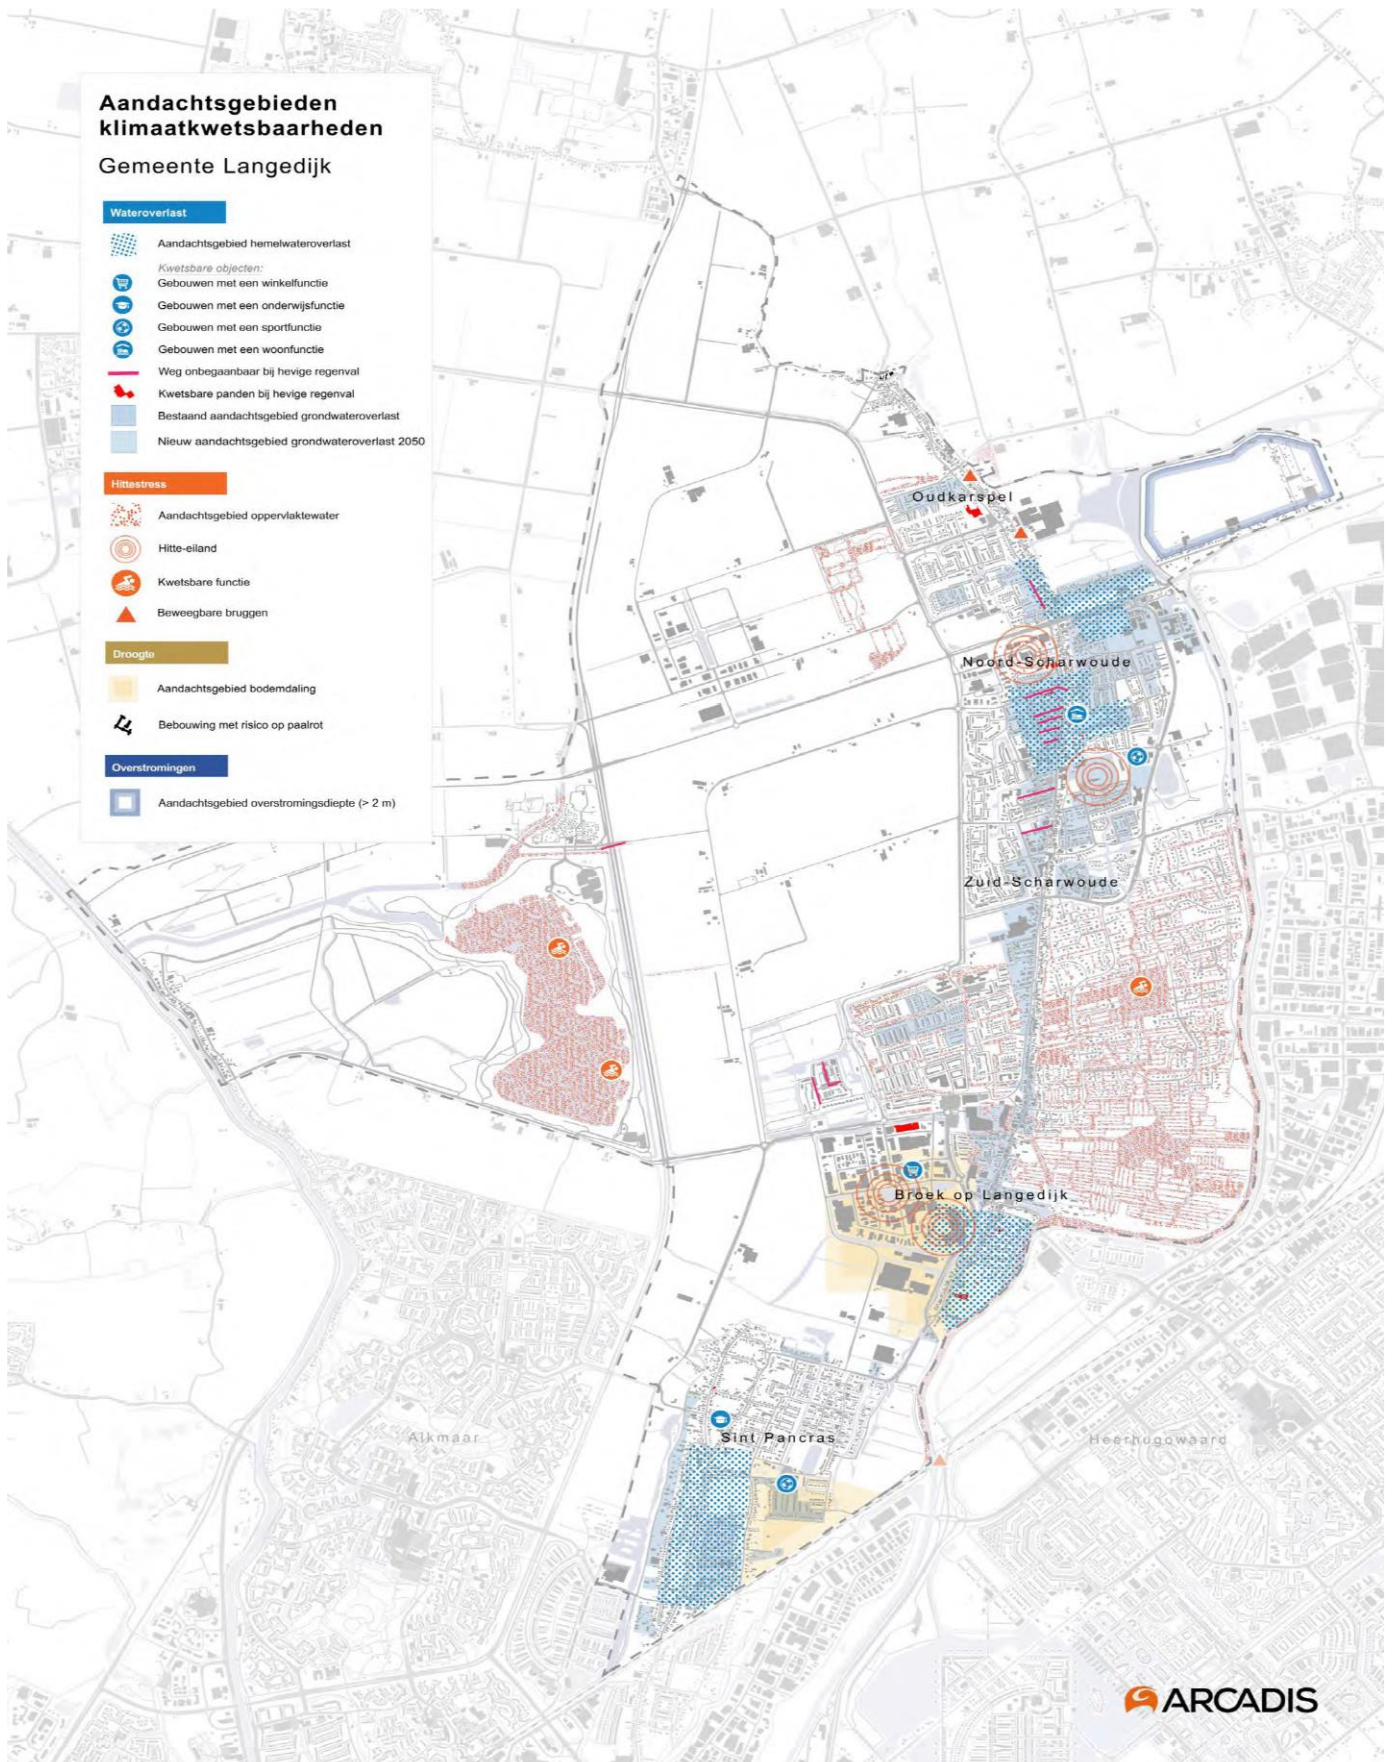 Aandachtsgebieden
klimaatkwetsbaarheden
Gemeente Langedijk
Wateroverlast
Aandachtsgebied hemelwateroverlast
Kwetsbare objecten:
Gebouwen met een winkelfunctie
Gebouwen met een onderwijsfunctie
Gebouwen met een sportfunctie
Gebouwen met een woonfunctie
Weg onbegaanbaar bij hevige regenval
Kwetsbare panden bij hevige regenval
Bestaand aandachtsgebied grondwateroverlast
Nieuw aandachtsgebied grondwateroverlast 2050
Hittestress
Aandachtsgebied oppervlaktewater
Hitte-eiland
Kwetsbare functie
Beweegbare bruggen
Droogte
Aandachtsgebied bodemdaling
Bebouwing met risico op paalrot
Overstromingen
Aandachtsgebied overstromingsdiepte (> 2 m)
Oudkarspel
Noord-Scharwoude
Zuid-Scharwoude
Broek op Langedijk
Sint Pancras
Alkmaar
Heerhugowaard
ARCADIS